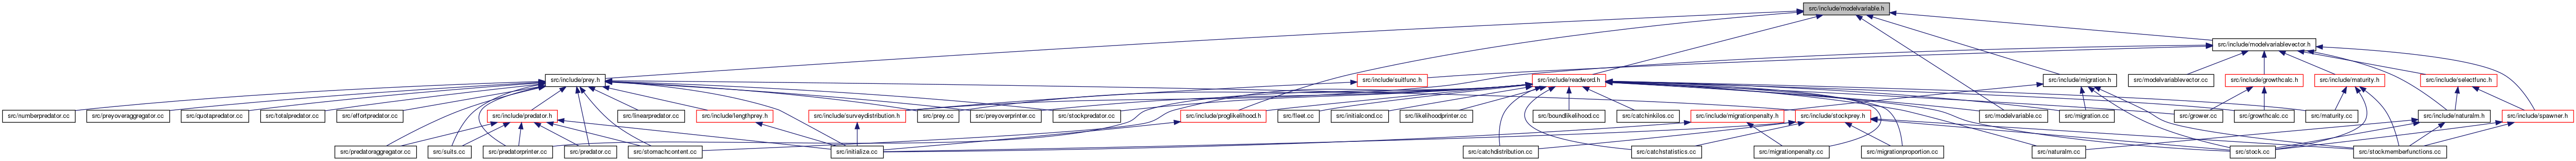 src/include/modelvariable.h
src/include/modelvariablevector.h
src/include/prey.h
src/include/suitfunc.h
src/include/readword.h
src/include/migration.h
src/modelvariablevector.cc
src/include/growthcalc.h
src/include/maturity.h
src/include/selectfunc.h
src/numberpredator.cc
src/preyoveraggregator.cc
src/quotapredator.cc
src/totalpredator.cc
src/effortpredator.cc
src/include/predator.h
src/linearpredator.cc
src/include/lengthprey.h
src/include/surveydistribution.h
src/prey.cc
src/preyoverprinter.cc
src/stockpredator.cc
src/include/proglikelihood.h
src/fleet.cc
src/initialcond.cc
src/likelihoodprinter.cc
src/boundlikelihood.cc
src/catchinkilos.cc
src/include/migrationpenalty.h
src/include/stockprey.h
src/modelvariable.cc
src/migration.cc
src/grower.cc
src/growthcalc.cc
src/maturity.cc
src/include/naturalm.h
src/include/spawner.h
src/predatoraggregator.cc
src/suits.cc
src/predatorprinter.cc
src/predator.cc
src/stomachcontent.cc
src/initialize.cc
src/catchdistribution.cc
src/catchstatistics.cc
src/migrationpenalty.cc
src/migrationproportion.cc
src/naturalm.cc
src/stock.cc
src/stockmemberfunctions.cc